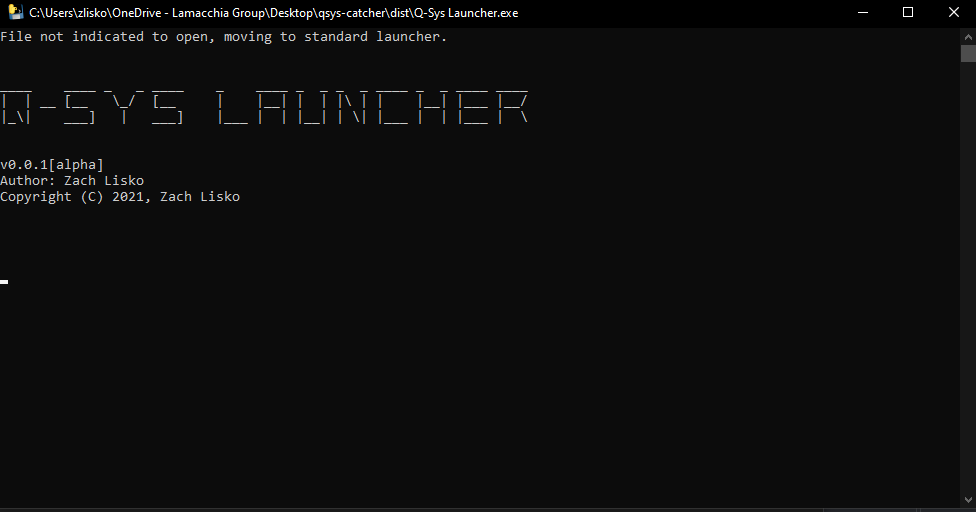 C:\Users\zlisko\OneDrive - Lamacchia Group\Desktop\qsys-catcher\dist\Q-Sys Launcher.exe
File not indicated to open, moving to standard launcher.
Q-SYS LAUNCHER
v0.0.1[alpha]
Author: Zach Lisko
Copyright (C) 2021, Zach Lisko